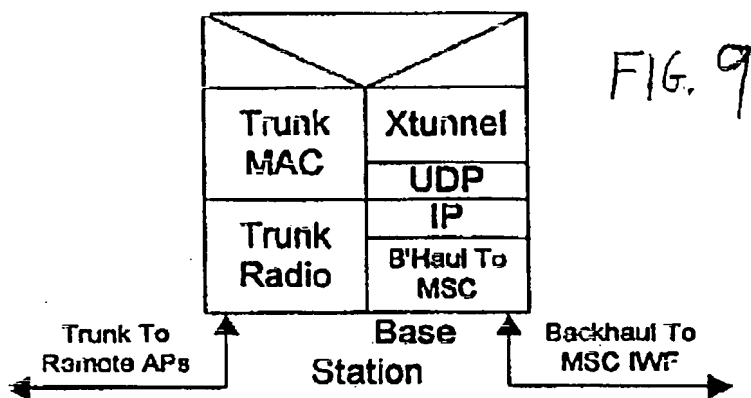 FIG. 9
Trunk
MAC
Xtunnel
UDP
IP
Trunk
Radio
B'Haul To
MSC
Base
Station
Trunk To
Remote APs
Backhaul To
MSC IWF